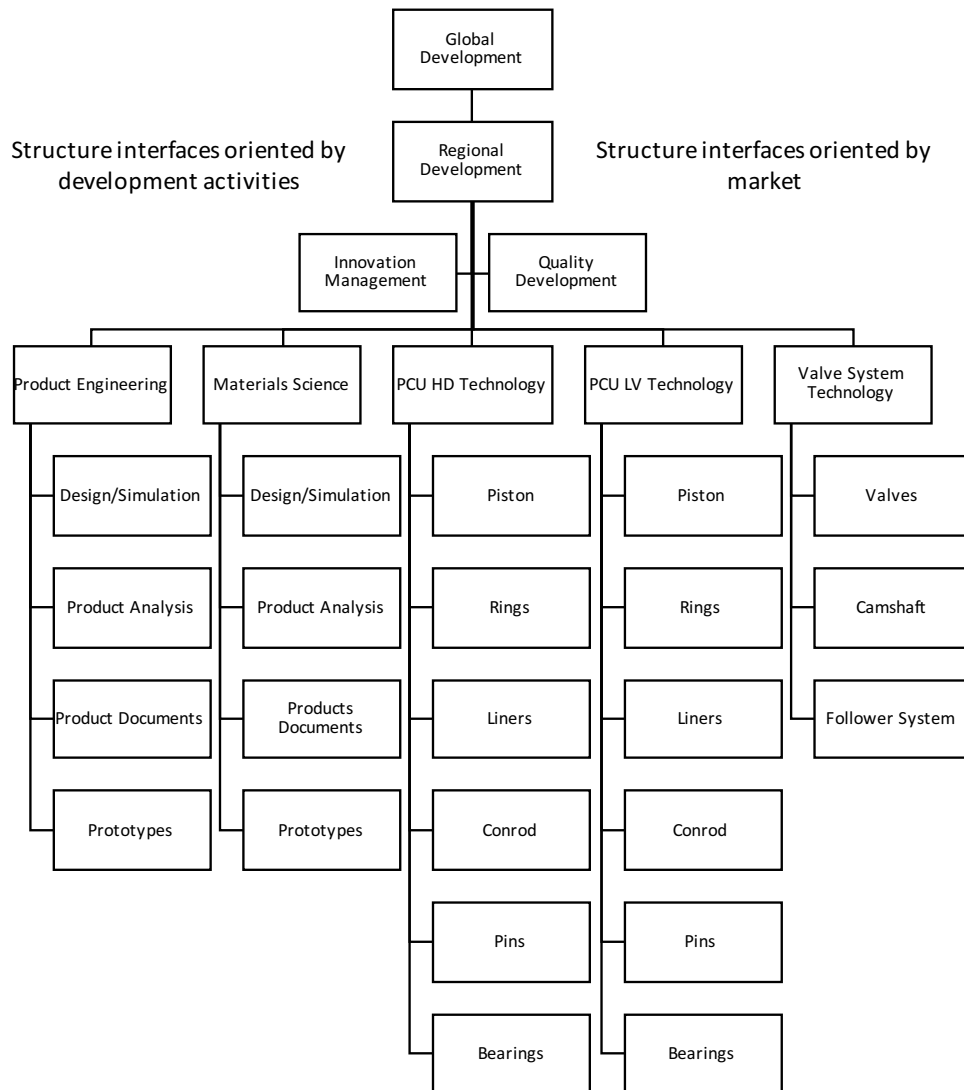 Global
Development
Structure interfaces oriented by
development activities
Regional
Development
Structure interfaces oriented by
market
Innovation
Management
Quality
Development
Product Engineering
Materials Science
PCU HD Technology
PCU LV Technology
Valve System
Technology
Design/Simulation
Design/Simulation
Piston
Piston
Valves
Product Analysis
Product Analysis
Rings
Rings
Camshaft
Product Documents
Products
Documents
Liners
Liners
Follower System
Prototypes
Prototypes
Conrod
Conrod
Pins
Pins
Bearings
Bearings